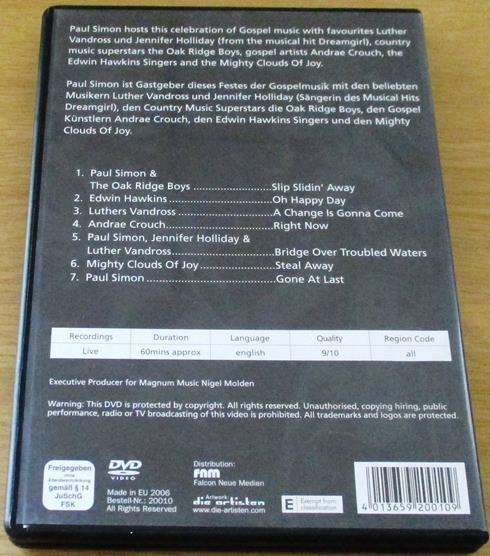 Paul Simon hosts this celebration of Gospel music with favourites Luther
Vandross und Jennifer Holliday (from the musical hit Dreamgirl), country
music superstars the Oak Ridge Boys, gospel artists Andrae Crouch, the
Edwin Hawkins Singers and the Mighty Clouds Of Joy.
Paul Simon ist Gastgeber dieses Festes der Gospelmusik mit den beliebten
Musikern Luther Vandross und Jennifer Holliday (Sängerin des Musical Hits
Dreamgirl), den Country Music Superstars die Oak Ridge Boys, den Gospel
Künstlern Andrae Crouch, den Edwin Hawkins Singers und den Mighty
Clouds Of Joy.
1. Paul Simon &
The Oak Ridge Boys ........................Slip Slidin' Away
2. Edwin Hawkins ................................Oh Happy Day
3. Luthers Vandross .............................A Change Is Gonna Come
4. Andrae Crouch.................................Right Now
5. Paul Simon, Jennifer Holliday &
Luther Vandross...............................Bridge Over Troubled Waters
6. Mighty Clouds Of Joy .......................Steal Away
7. Paul Simon .......................................Gone At Last
Recordings Duration Language Quality Region Code
Live 60mins approx english 9/10 all
Executive Producer for Magnum Music Nigel Molden
Warning: This DVD is protected by copyright. All rights reserved. Unauthorised, copying hiring, public
performance, radio or TV broadcasting of this video is prohibited. All trademarks and logos are protected.
Freigegeben
ohne
Altersbeschränkung
gemäß § 14
JuSchG
FSK
DVD
VIDEO
Made in EU 2006
Bestell-Nr.: 20010
All Rights Reserved
Distribution:
FNM
Falcon Neue Medien
Artwork:
die artisten
www.die-artisten.com
E Exempt from
classification
4 013659 200109